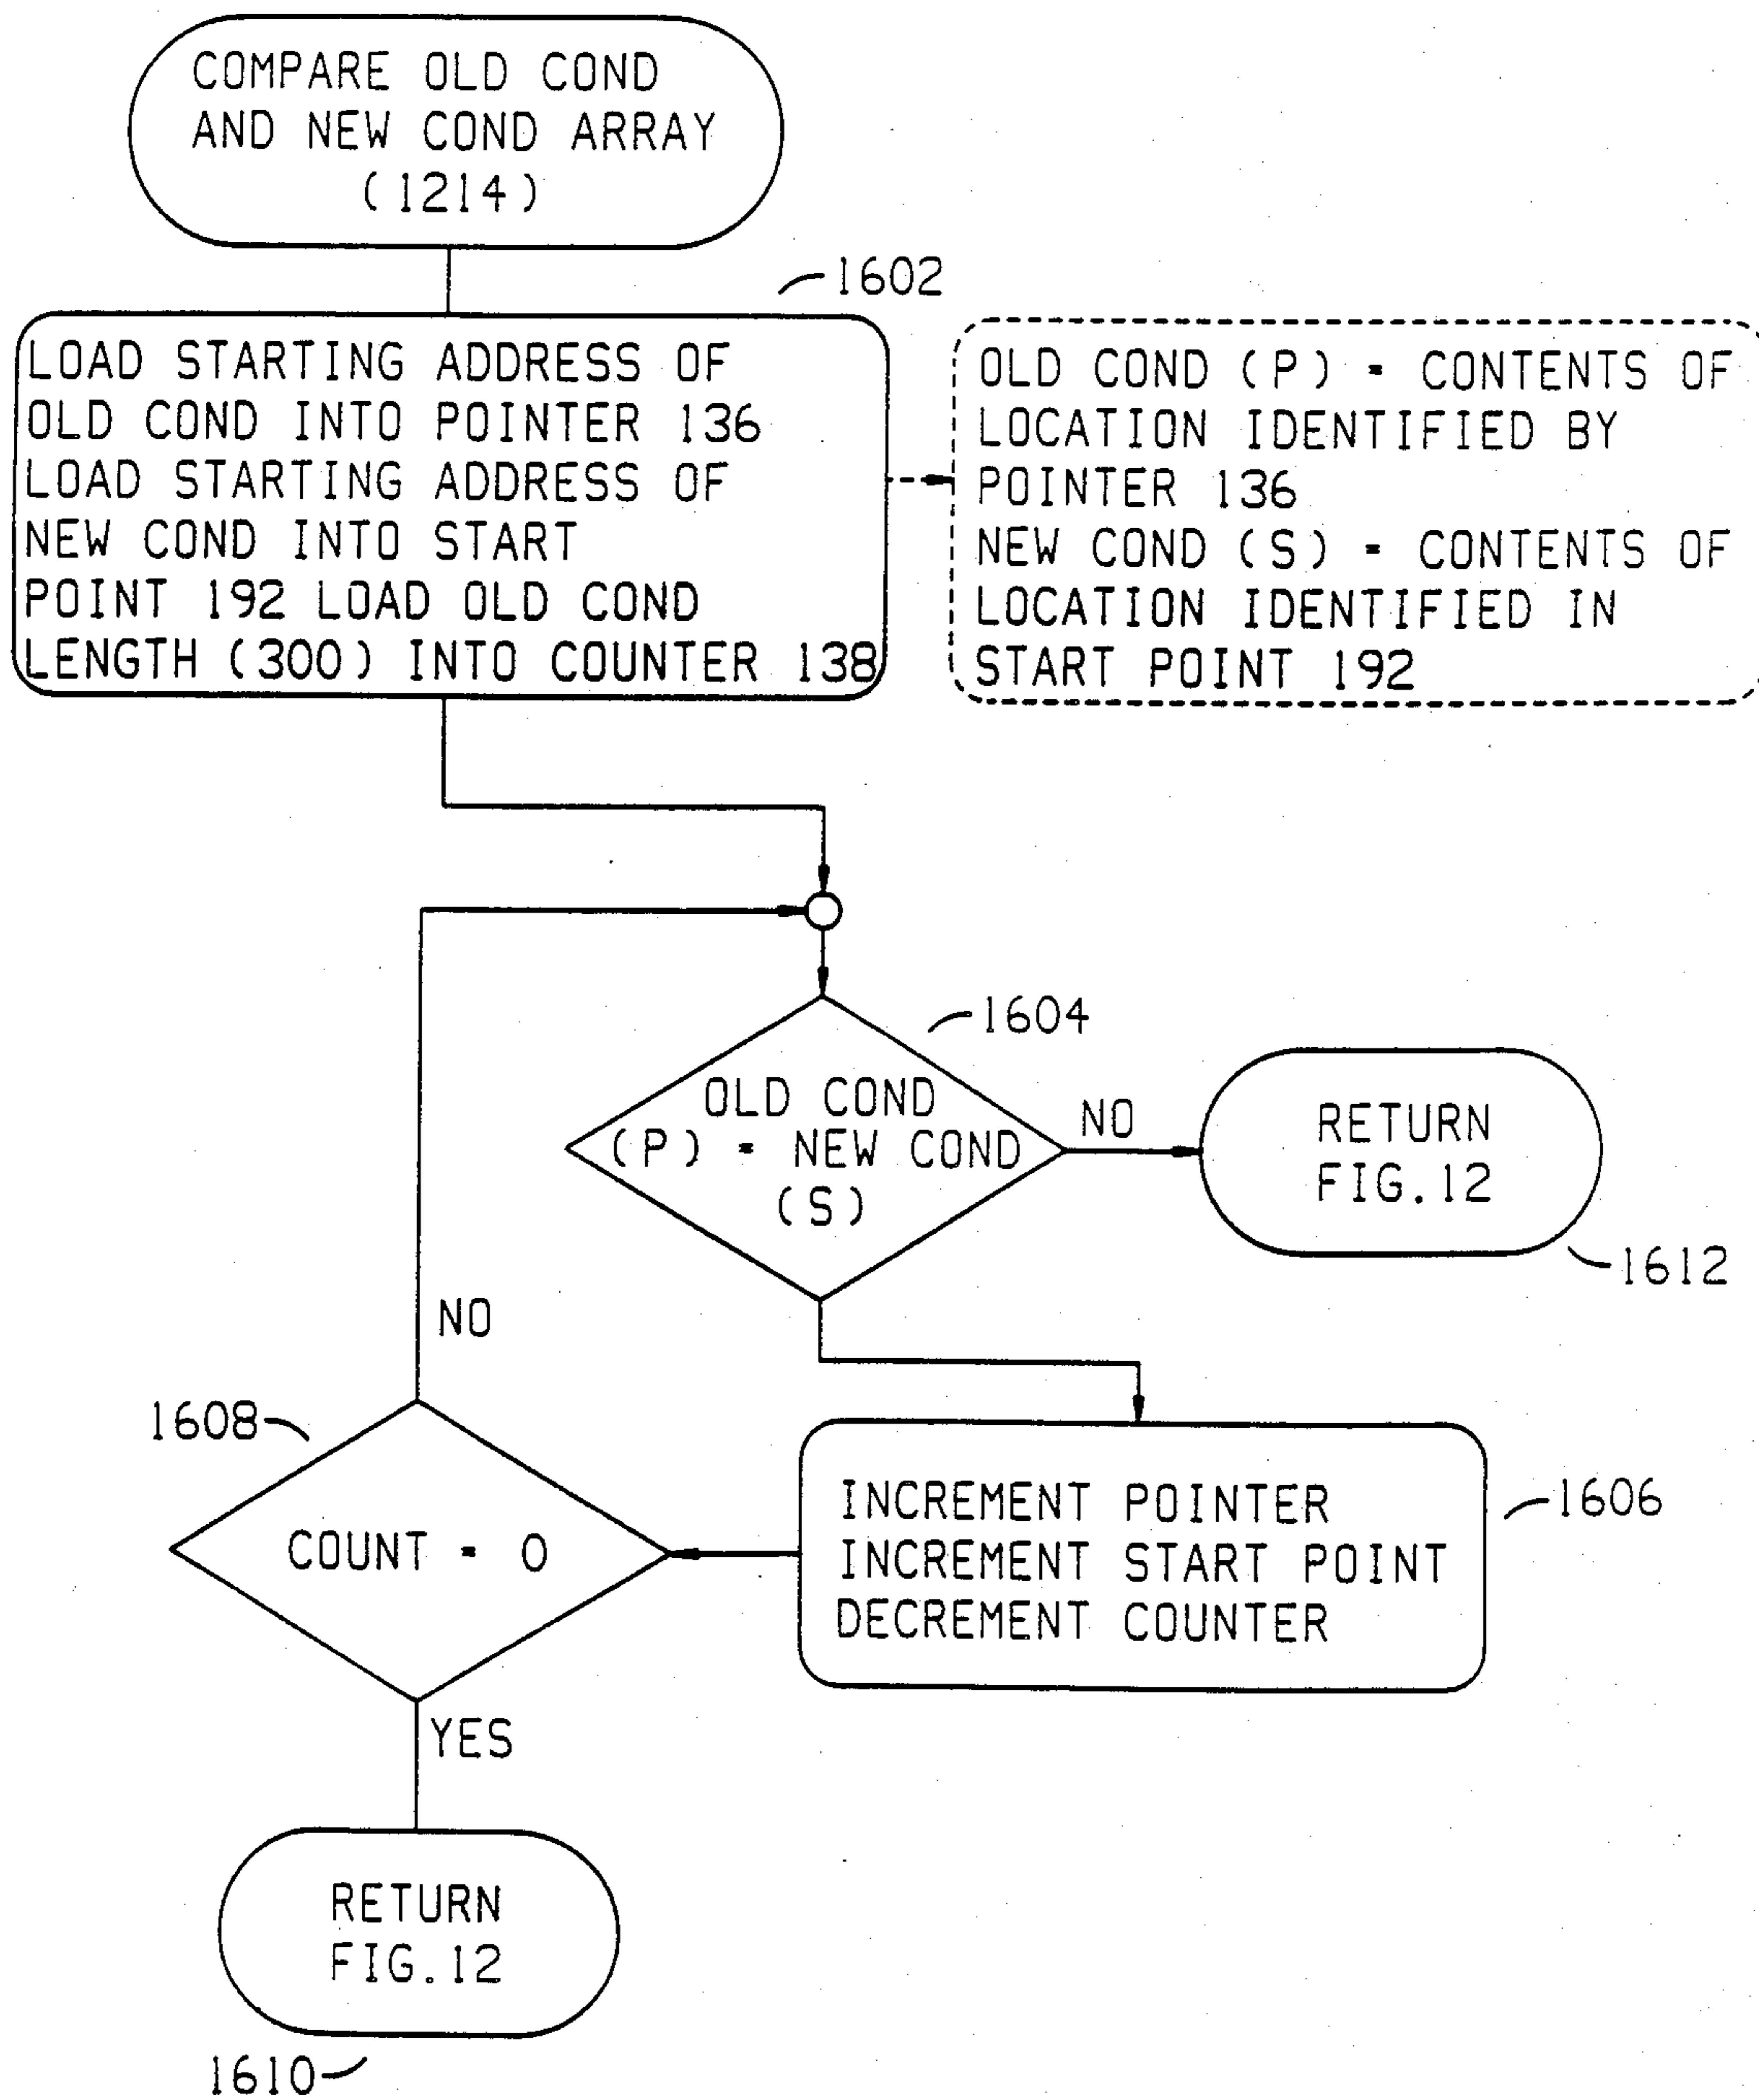 COMPARE OLD COND
AND NEW COND ARRAY
(1214)
1602
LOAD STARTING ADDRESS OF
OLD COND INTO POINTER 136
LOAD STARTING ADDRESS OF
NEW COND INTO START
POINT 192 LOAD OLD COND
LENGTH (300) INTO COUNTER 138
OLD COND (P) = CONTENTS OF
LOCATION IDENTIFIED BY
POINTER 136
NEW COND (S) = CONTENTS OF
LOCATION IDENTIFIED IN
START POINT 192
1604
OLD COND
(P) = NEW COND
(S)
NO
RETURN
FIG.12
1612
NO
1608
COUNT = 0
INCREMENT POINTER
INCREMENT START POINT
DECREMENT COUNTER
1606
YES
RETURN
FIG.12
1610